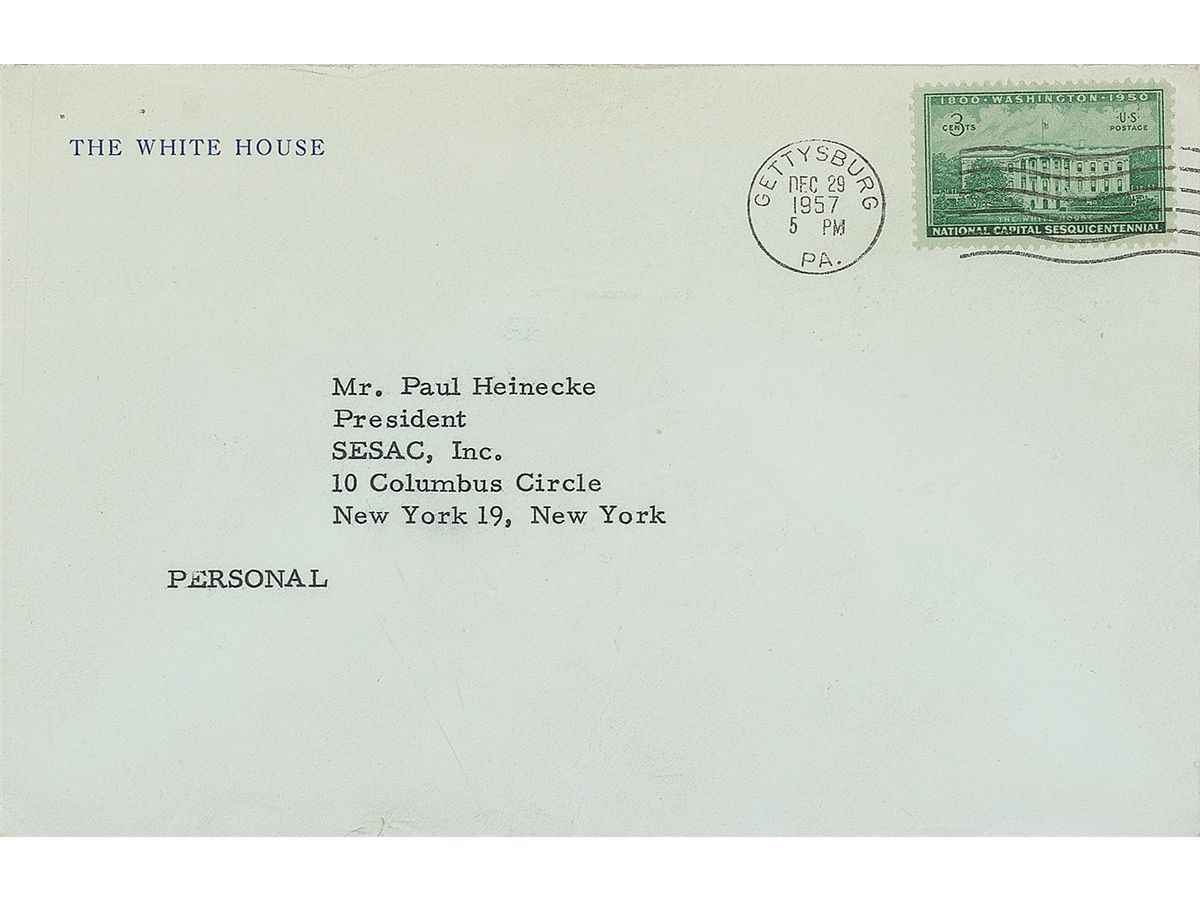 THE WHITE HOUSE
GETTYSBURG
DEC 29
1957
5 PM
PA.
1800 · WASHINGTON · 1950
3 CENTS
·U·S·
POSTAGE
THE WHITE HOUSE
NATIONAL CAPITAL SESQUICENTENNIAL
Mr. Paul Heinecke
President
SESAC, Inc.
10 Columbus Circle
New York 19, New York
PERSONAL